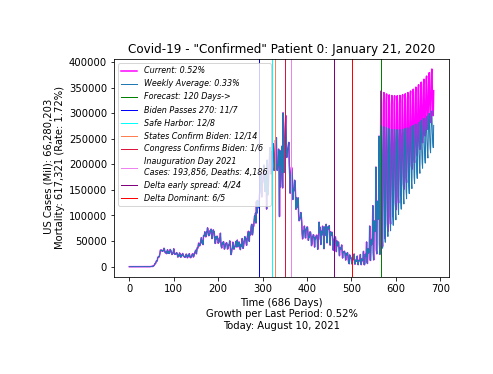 Covid-19 - "Confirmed" Patient 0: January 21, 2020
US Cases (Mil): 66,280,203
Mortality: 617,321 (Rate: 1.72%)
400000
350000
300000
250000
200000
150000
100000
50000
0
Current: 0.52%
Weekly Average: 0.33%
Forecast: 120 Days->
Biden Passes 270: 11/7
Safe Harbor: 12/8
States Confirm Biden: 12/14
Congress Confirms Biden: 1/6
Inauguration Day 2021
Cases: 193,856, Deaths: 4,186
Delta early spread: 4/24
Delta Dominant: 6/5
0 100 200 300 400 500 600 700
Time (686 Days)
Growth per Last Period: 0.52%
Today: August 10, 2021